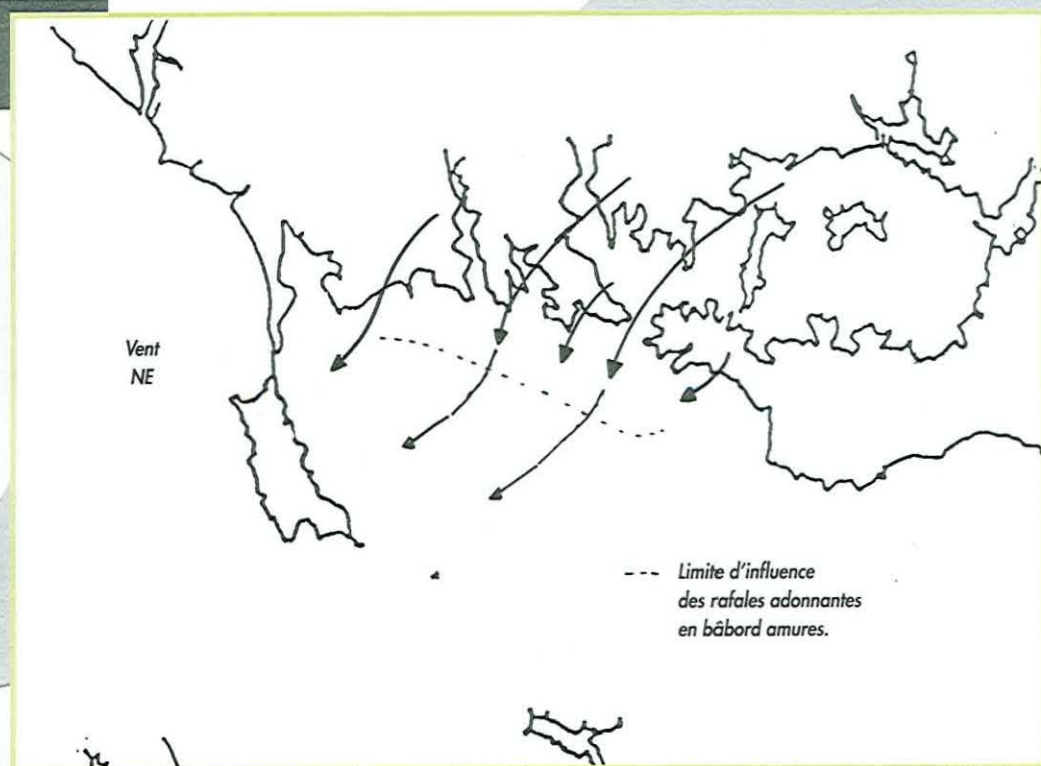 Vent
NE
Limite d'influence
des rafales adonnantes
en bâbord amures.